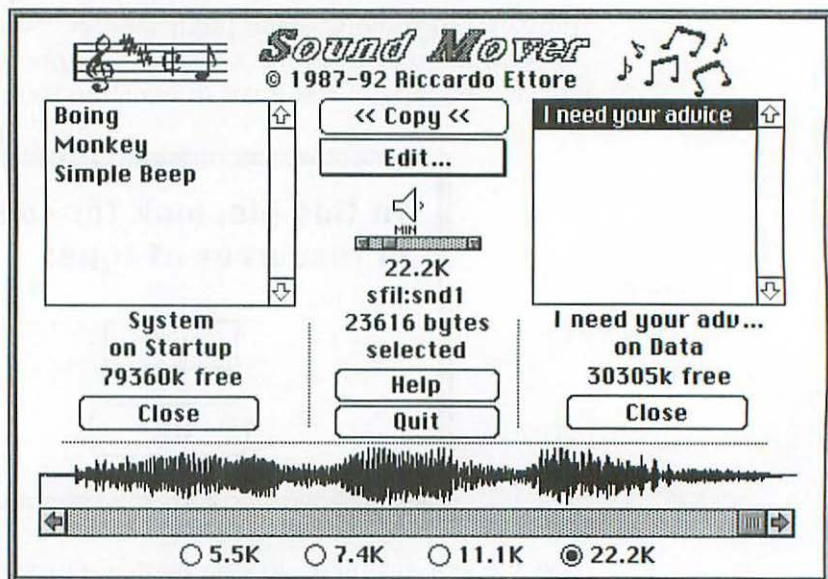 Sound Mover
© 1987-92 Riccardo Ettore
Boing
Monkey
Simple Beep
<< Copy <<
Edit...
MIN
22.2K
sfil:snd1
23616 bytes
selected
Help
Quit
I need your advice
System
on Startup
79360k free
Close
I need your adv...
on Data
30305k free
Close
5.5K
7.4K
11.1K
22.2K